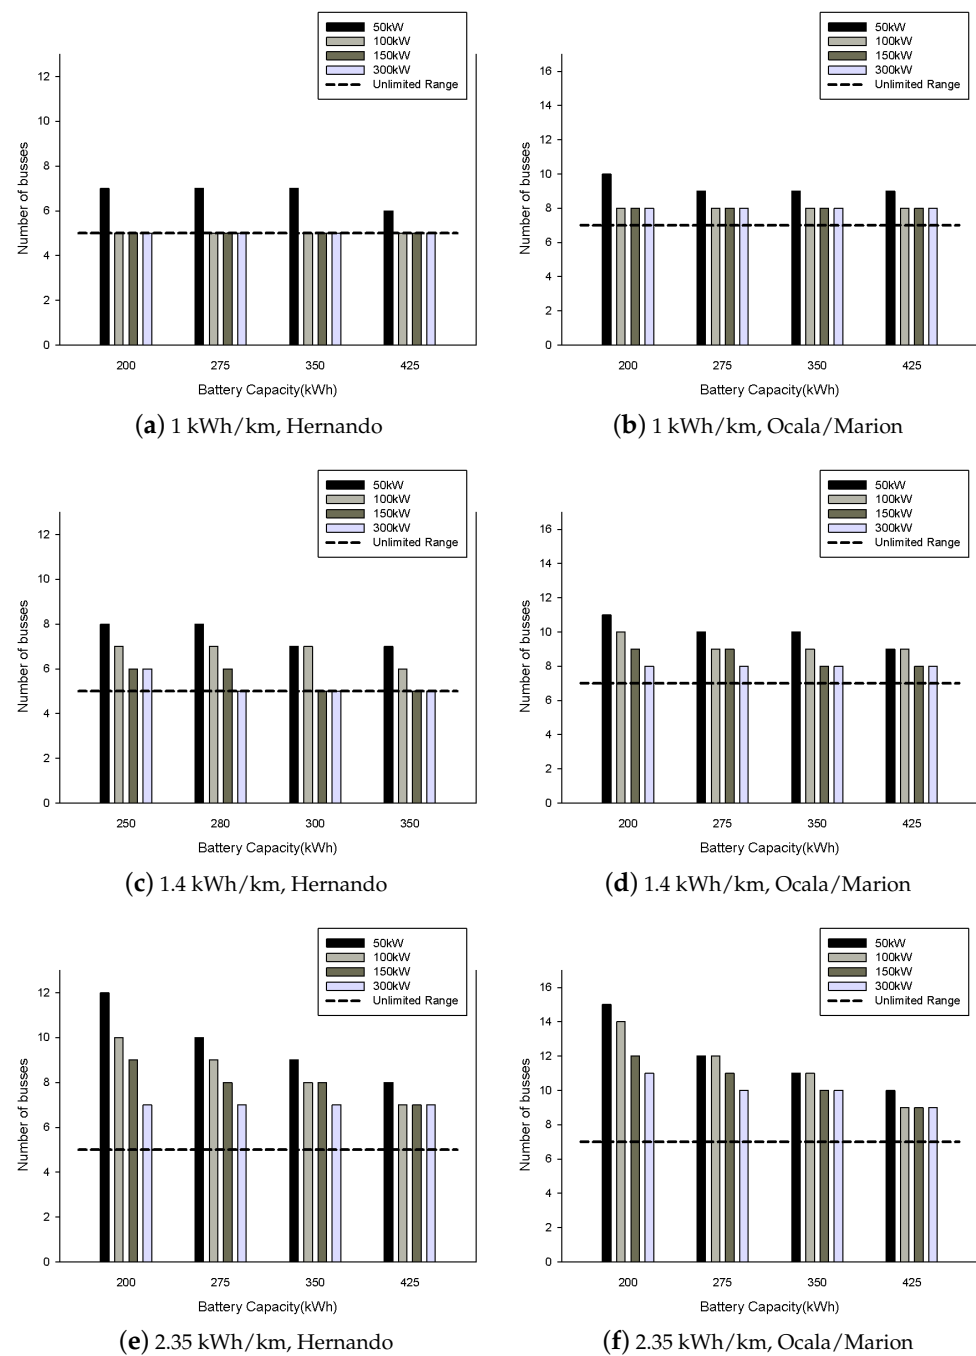 50kW
100kW
150kW
300kW
Unlimited Range
12
10
8
6
4
2
0
Number of busses
200 275 350 425
Battery Capacity(kWh)
(a) 1 kWh/km, Hernando
50kW
100kW
150kW
300kW
Unlimited Range
16
14
12
10
8
6
4
2
0
Number of busses
200 275 350 425
Battery Capacity(kWh)
(b) 1 kWh/km, Ocala/Marion
50kW
100kW
150kW
300kW
Unlimited Range
12
10
8
6
4
2
0
Number of busses
250 280 300 350
Battery Capacity(kWh)
(c) 1.4 kWh/km, Hernando
50kW
100kW
150kW
300kW
Unlimited Range
16
14
12
10
8
6
4
2
0
Number of busses
200 275 350 425
Battery Capacity(kWh)
(d) 1.4 kWh/km, Ocala/Marion
50kW
100kW
150kW
300kW
Unlimited Range
12
10
8
6
4
2
0
Number of busses
200 275 350 425
Battery Capacity(kWh)
(e) 2.35 kWh/km, Hernando
50kW
100kW
150kW
300kW
Unlimited Range
16
14
12
10
8
6
4
2
0
Number of busses
200 275 350 425
Battery Capacity(kWh)
(f) 2.35 kWh/km, Ocala/Marion